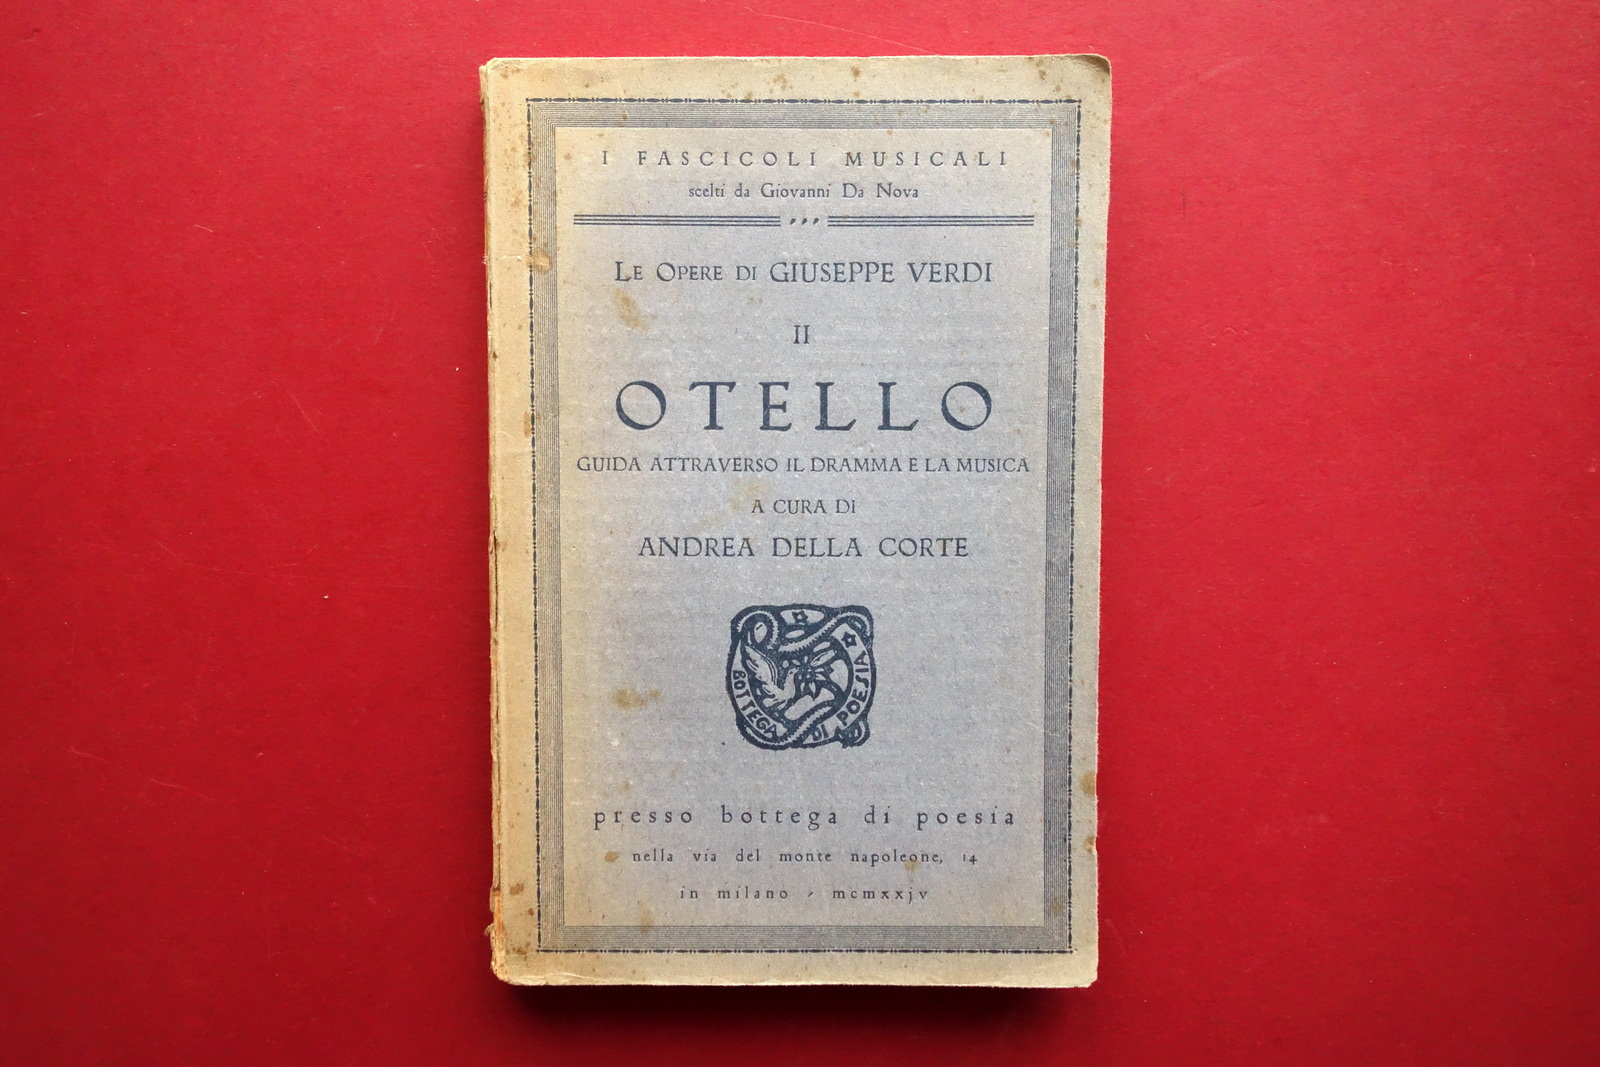 I FASCICOLI MUSICALI
scelti da Giovanni Da Nova
LE OPERE DI GIUSEPPE VERDI
II
OTELLO
GUIDA ATTRAVERSO IL DRAMMA E LA MUSICA
A CURA DI
ANDREA DELLA CORTE
BOTTEGA DI POESIA
presso bottega di poesia
nella via del monte napoleone, 14
in milano - mcmxxjv